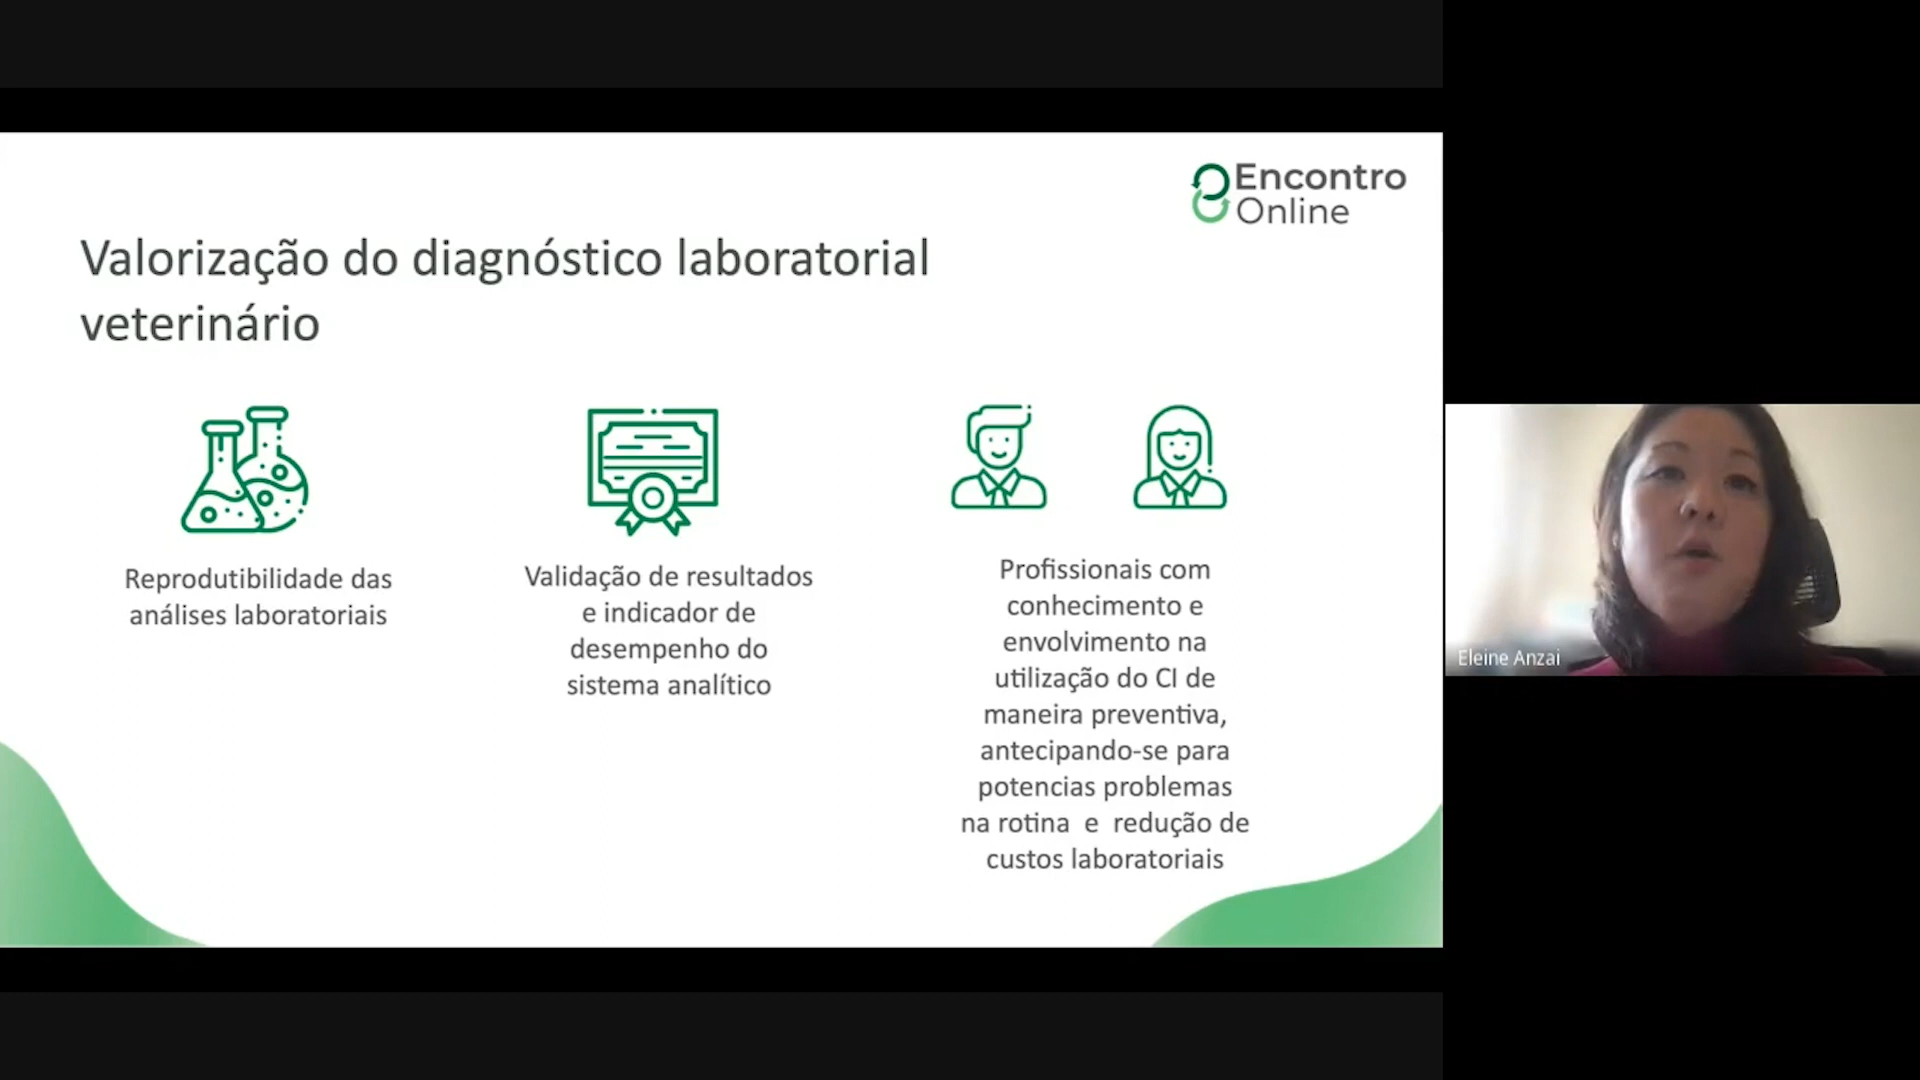 Encontro
Online
Valorização do diagnóstico laboratorial
veterinário
Reprodutibilidade das
análises laboratoriais
Validação de resultados
e indicador de
desempenho do
sistema analítico
Profissionais com
conhecimento e
envolvimento na
utilização do CI de
maneira preventiva,
antecipando-se para
potencias problemas
na rotina e redução de
custos laboratoriais
Eleine Anzai